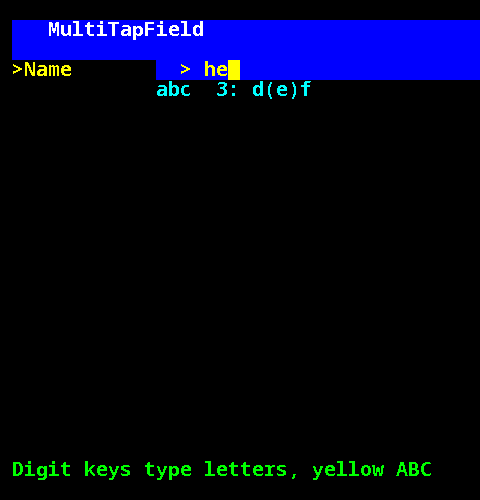 MultiTapField
>Name > he
abc 3: d(e)f
Digit keys type letters, yellow ABC